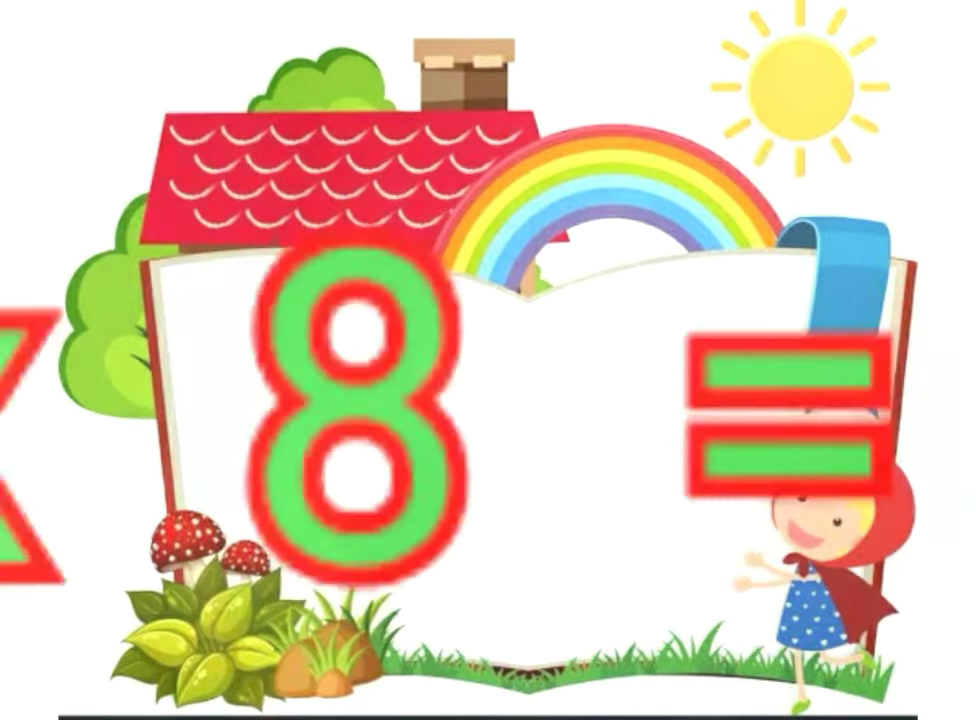 x 8 =